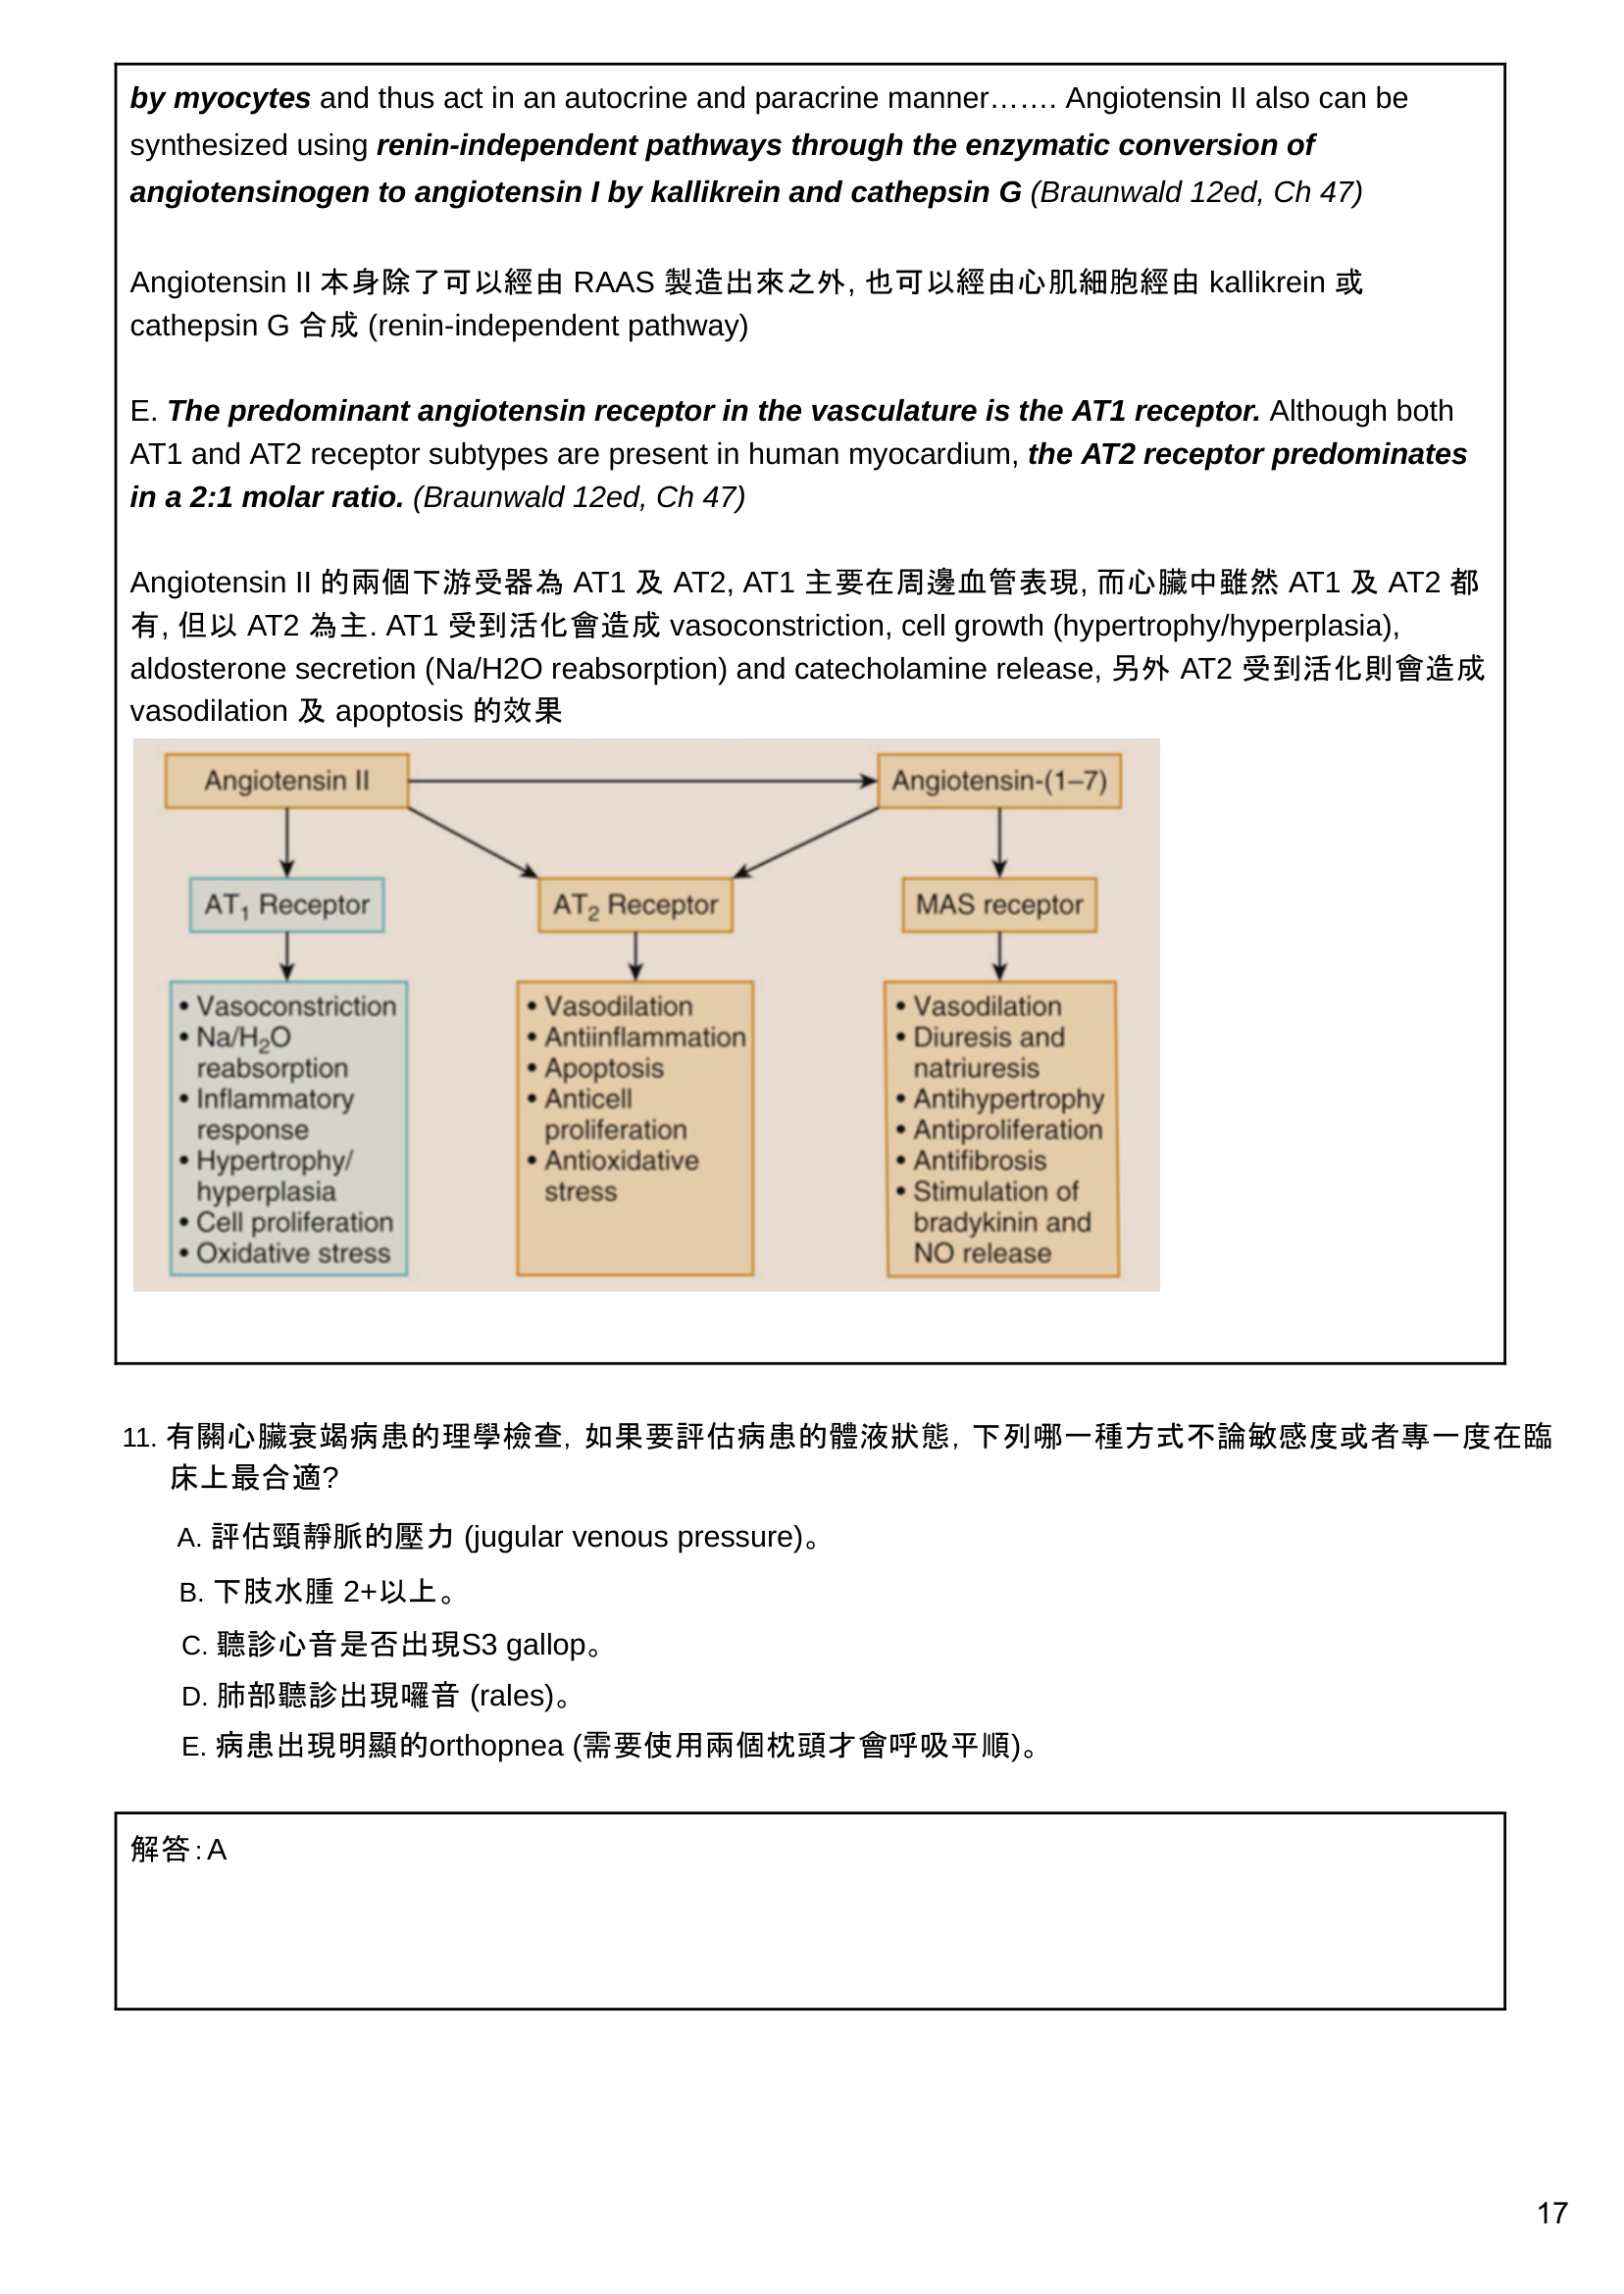 by myocytes and thus act in an autocrine and paracrine manner……. Angiotensin II also can be
synthesized using renin-independent pathways through the enzymatic conversion of
angiotensinogen to angiotensin I by kallikrein and cathepsin G (Braunwald 12ed, Ch 47)
Angiotensin II 本身除了可以經由 RAAS 製造出來之外, 也可以經由心肌細胞經由 kallikrein 或
cathepsin G 合成 (renin-independent pathway)
E. The predominant angiotensin receptor in the vasculature is the AT1 receptor. Although both
AT1 and AT2 receptor subtypes are present in human myocardium, the AT2 receptor predominates
in a 2:1 molar ratio. (Braunwald 12ed, Ch 47)
Angiotensin II 的兩個下游受器為 AT1 及 AT2, AT1 主要在周邊血管表現, 而心臟中雖然 AT1 及 AT2 都
有, 但以 AT2 為主. AT1 受到活化會造成 vasoconstriction, cell growth (hypertrophy/hyperplasia),
aldosterone secretion (Na/H2O reabsorption) and catecholamine release, 另外 AT2 受到活化則會造成
vasodilation 及 apoptosis 的效果
Angiotensin II
Angiotensin-(1–7)
AT1 Receptor
AT2 Receptor
MAS receptor
• Vasoconstriction
• Na/H2O
reabsorption
• Inflammatory
response
• Hypertrophy/
hyperplasia
• Cell proliferation
• Oxidative stress
• Vasodilation
• Antiinflammation
• Apoptosis
• Anticell
proliferation
• Antioxidative
stress
• Vasodilation
• Diuresis and
natriuresis
• Antihypertrophy
• Antiproliferation
• Antifibrosis
• Stimulation of
bradykinin and
NO release
11. 有關心臟衰竭病患的理學檢查, 如果要評估病患的體液狀態, 下列哪一種方式不論敏感度或者專一度在臨
床上最合適?
A. 評估頸靜脈的壓力 (jugular venous pressure)。
B. 下肢水腫 2+以上。
C. 聽診心音是否出現S3 gallop。
D. 肺部聽診出現囉音 (rales)。
E. 病患出現明顯的orthopnea (需要使用兩個枕頭才會呼吸平順)。
解答: A
17